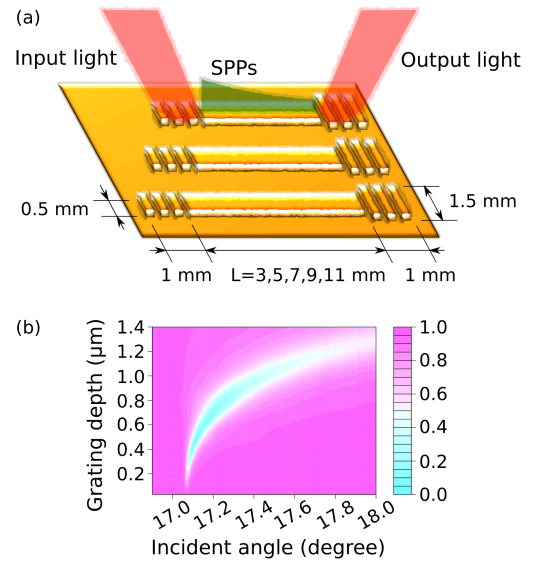 (a)
Input light
SPPs
Output light
0.5 mm
1.5 mm
1 mm
L=3,5,7,9,11 mm
1 mm
(b)
Grating depth (μm)
1.4
1.2
1.0
0.8
0.6
0.4
0.2
17.0
17.2
17.4
17.6
17.8
18.0
Incident angle (degree)
1.0
0.8
0.6
0.4
0.2
0.0